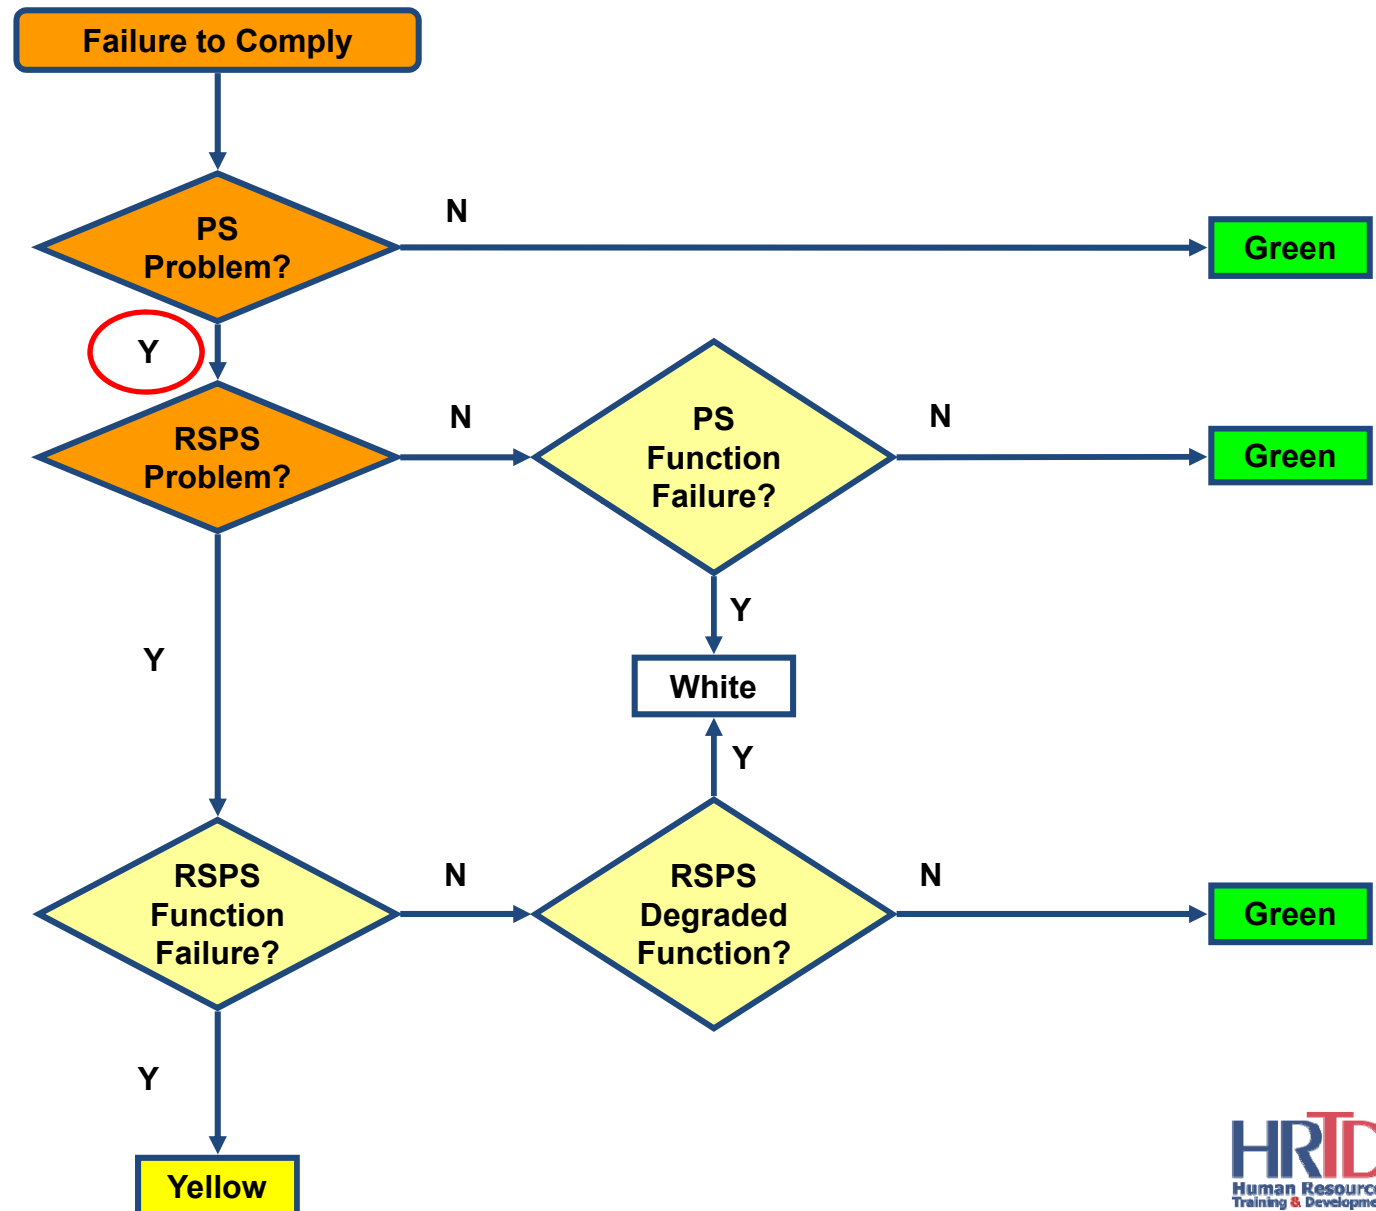 Failure to Comply
PS
Problem?
N
Green
Y
RSPS
Problem?
N
PS
Function
Failure?
N
Green
Y
Y
White
Y
RSPS
Function
Failure?
N
RSPS
Degraded
Function?
N
Green
Y
Yellow
HRTD
Human Resource
Training & Developme